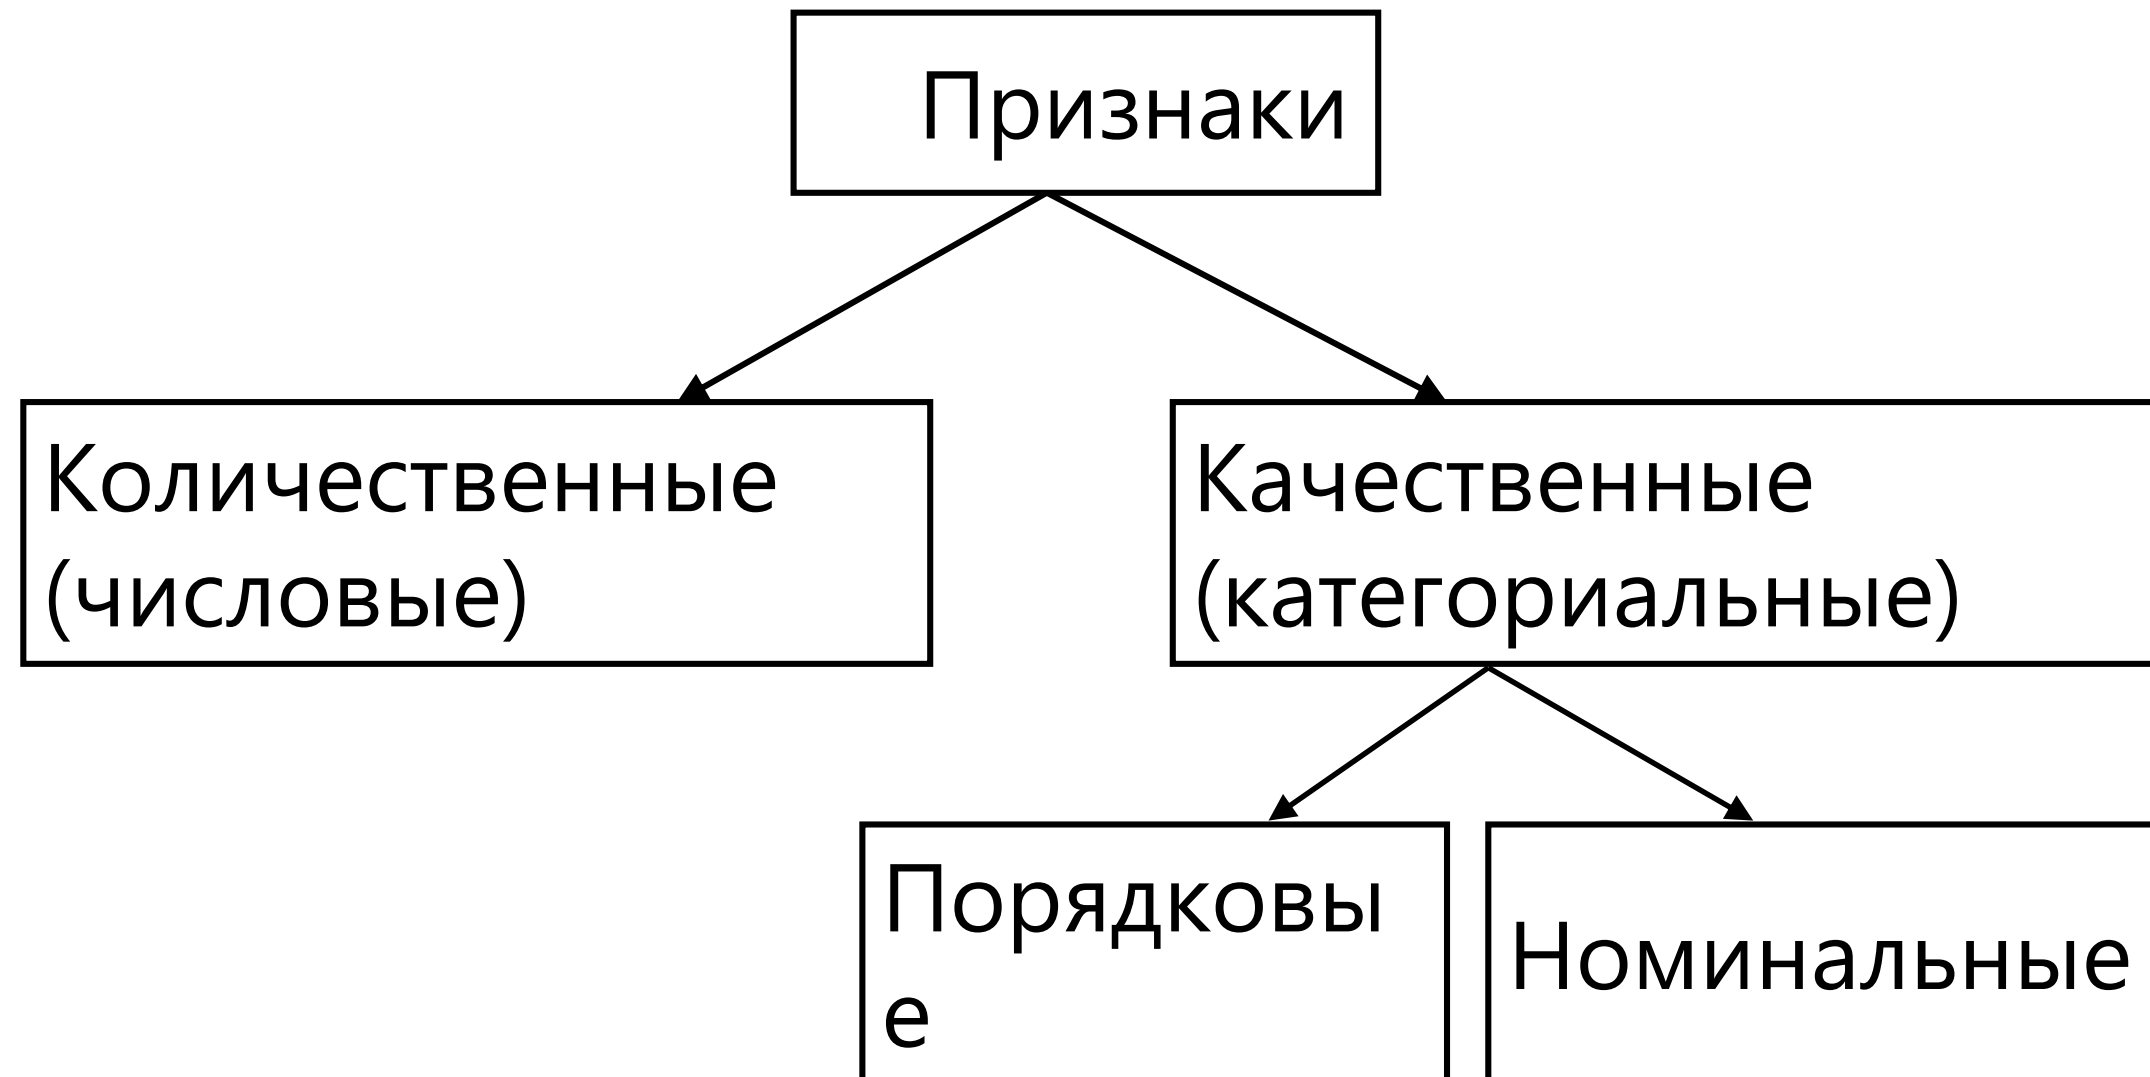 Признаки
Количественные
(числовые)
Качественные
(категориальные)
Порядковы
е
Номинальные